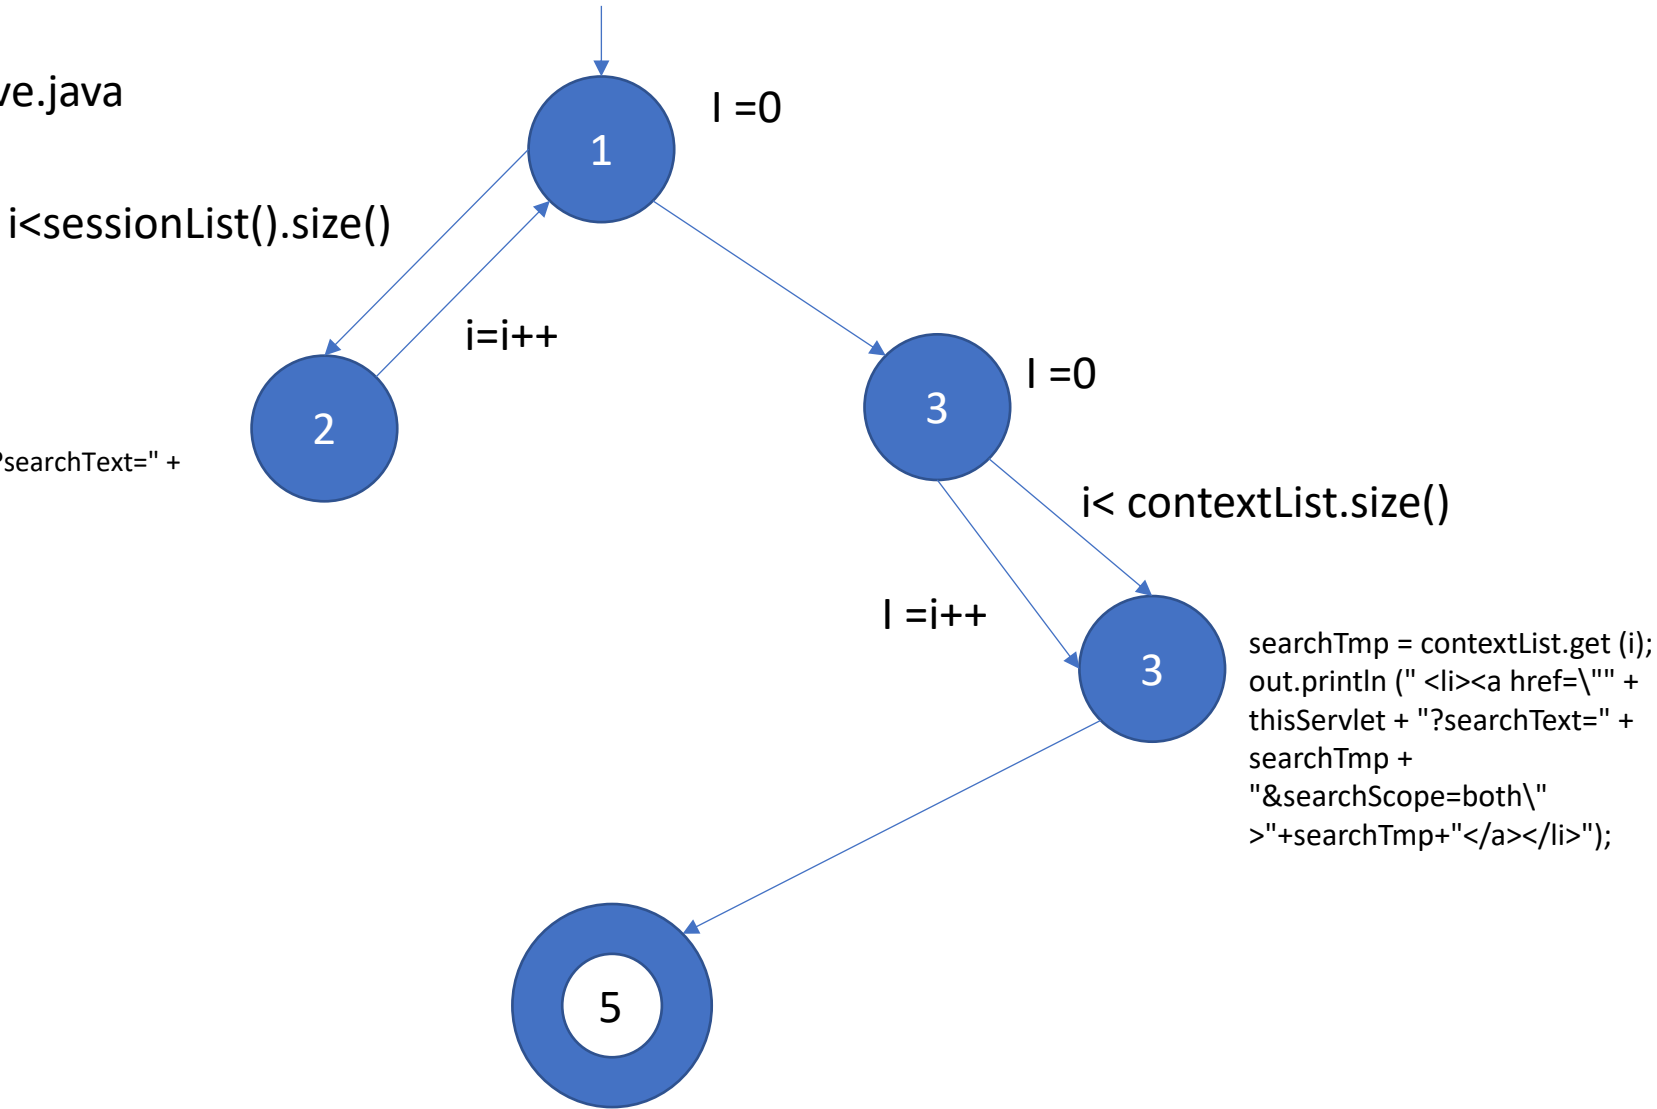 ve.java
I =0
1
i<sessionList().size()
i=i++
I =0
3
2
?searchText=" +
i< contextList.size()
I =i++
3
searchTmp = contextList.get (i);
out.println (" <li><a href=\"" +
thisServlet + "?searchText=" +
searchTmp +
"&searchScope=both\"
>"+searchTmp+"</a></li>");
5